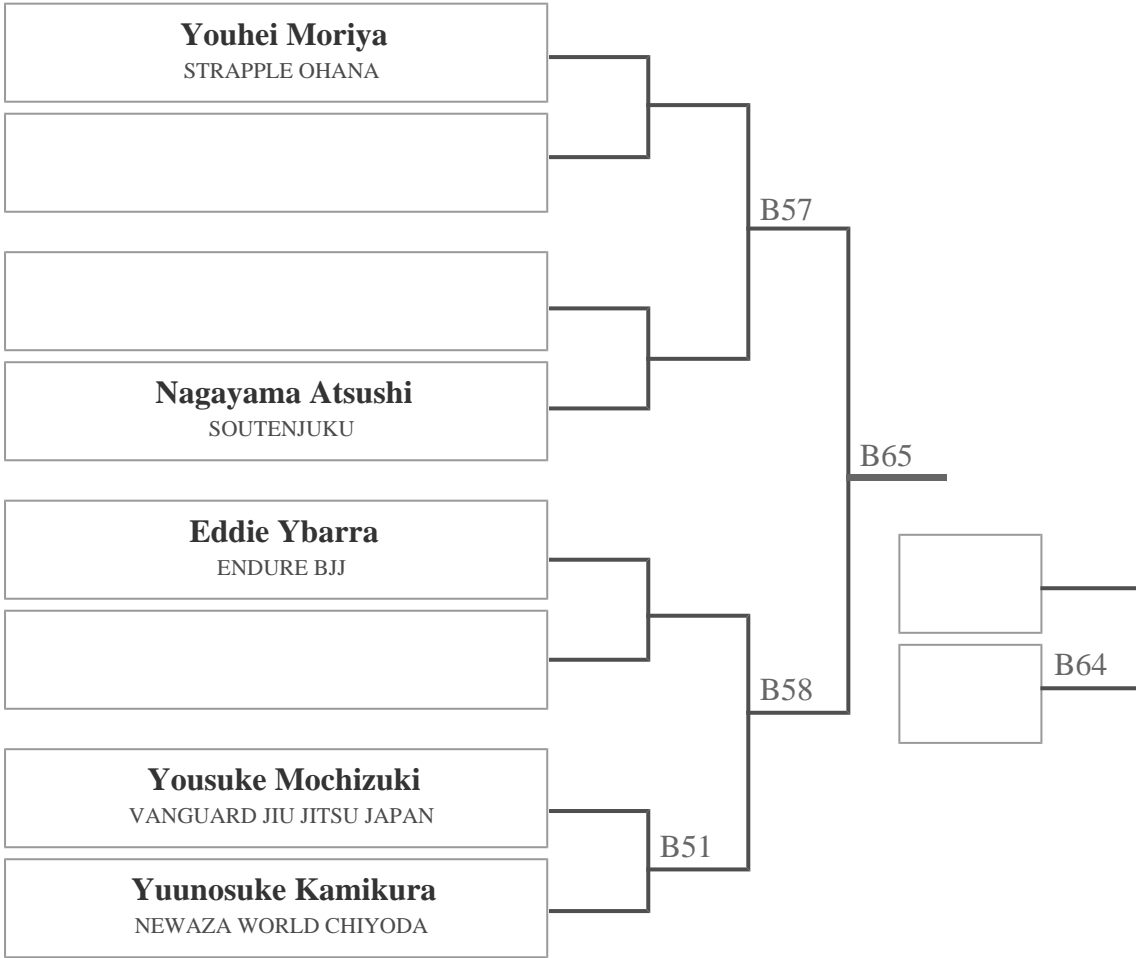 Youhei Moriya
STRAPPLE OHANA
B57
Nagayama Atsushi
SOUTENJUKU
B65
Eddie Ybarra
ENDURE BJJ
B64
B58
Yousuke Mochizuki
VANGUARD JIU JITSU JAPAN
B51
Yuunosuke Kamikura
NEWAZA WORLD CHIYODA